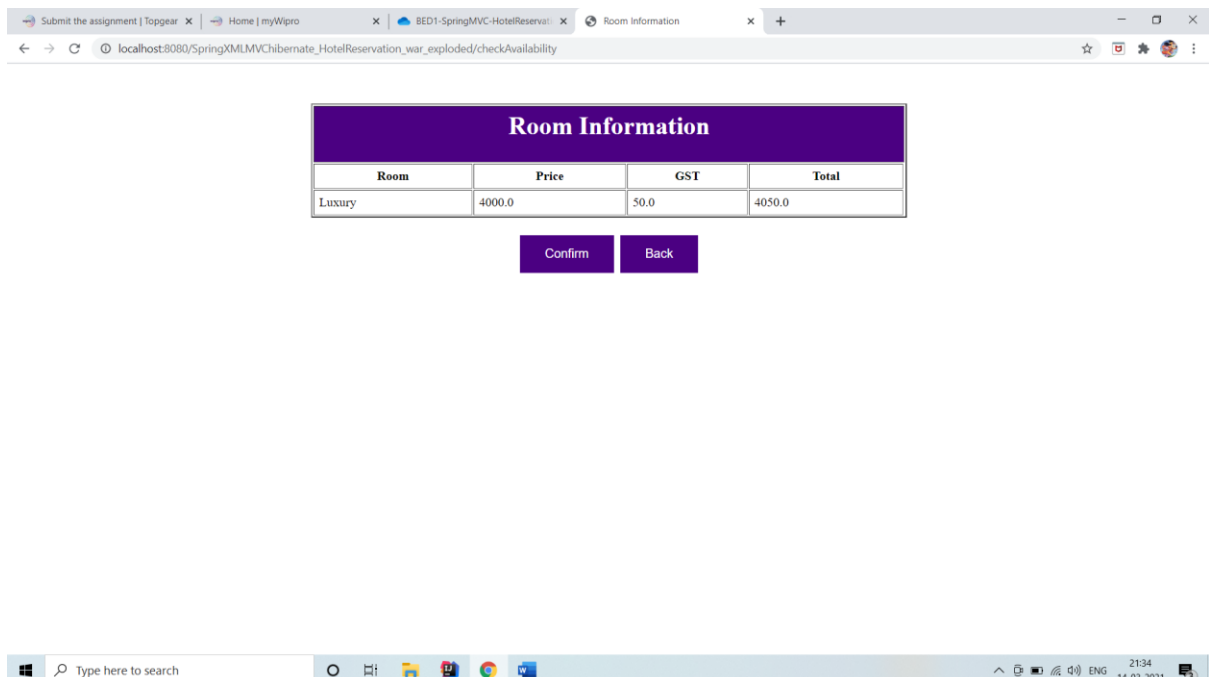 Submit the assignment | Topgear
Home | myWipro
BED1-SpringMVC-HotelReservati
Room Information
localhost:8080/SpringXMLMVChibernate_HotelReservation_war_exploded/checkAvailability
Room Information
Room Price GST Total
Luxury 4000.0 50.0 4050.0
Confirm Back
Type here to search
ENG
21:34